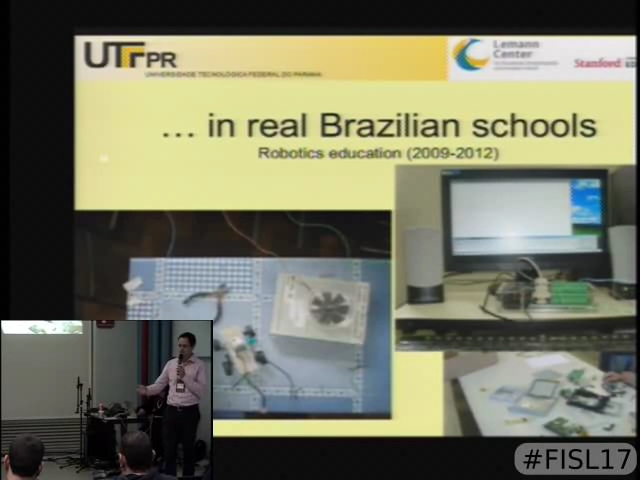 UTFPR
UNIVERSIDADE TECNOLÓGICA FEDERAL DO PARANÁ
Lemann
Center
Stanford
... in real Brazilian schools
Robotics education (2009-2012)
#FISL17